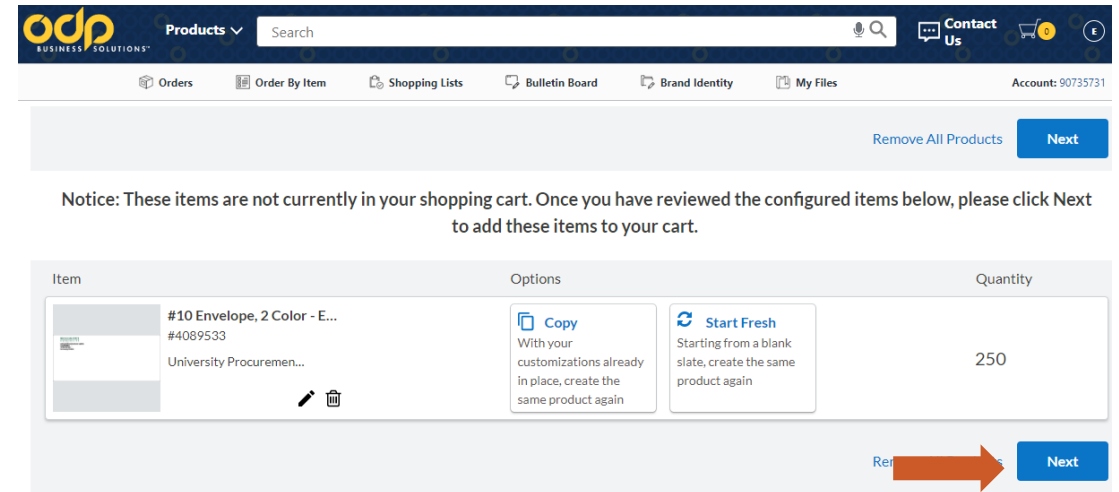 odp
BUSINESS SOLUTIONS™
Products
Search
Contact
Us
0
E
Orders
Order By Item
Shopping Lists
Bulletin Board
Brand Identity
My Files
Account: 90735731
Remove All Products
Next
Notice: These items are not currently in your shopping cart. Once you have reviewed the configured items below, please click Next
to add these items to your cart.
Item
Options
Quantity
#10 Envelope, 2 Color - E...
#4089533
University Procuremen...
Copy
With your
customizations already
in place, create the
same product again
Start Fresh
Starting from a blank
slate, create the same
product again
250
Next